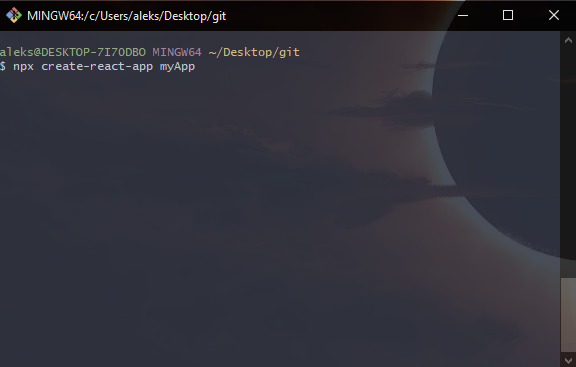 MINGW64:/c/Users/aleks/Desktop/git
aleks@DESKTOP-7I7ODBO MINGW64 ~/Desktop/git
$ npx create-react-app myApp